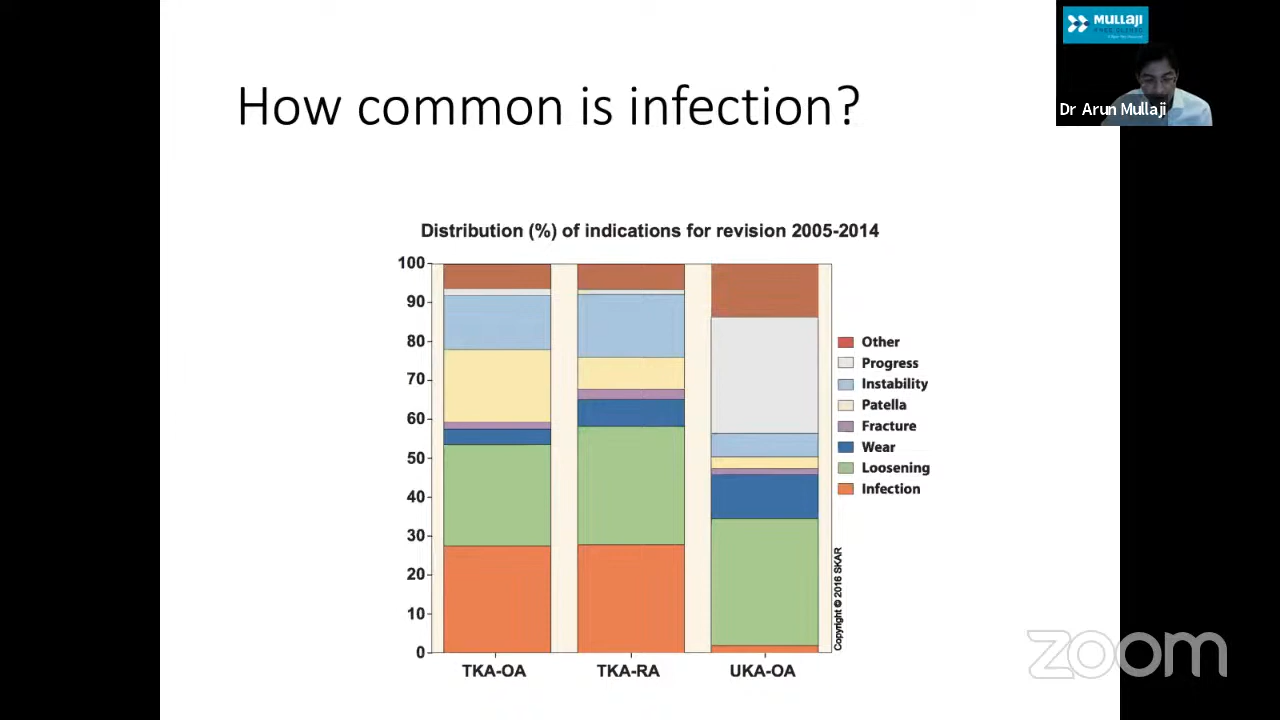 How common is infection?
MULLAJI
Dr Arun Mullaji
Distribution (%) of indications for revision 2005-2014
100
90
80
70
60
50
40
30
20
10
0
Other
Progress
Instability
Patella
Fracture
Wear
Loosening
Infection
Copyright © 2016 SKAR
TKA-OA
TKA-RA
UKA-OA
zoom